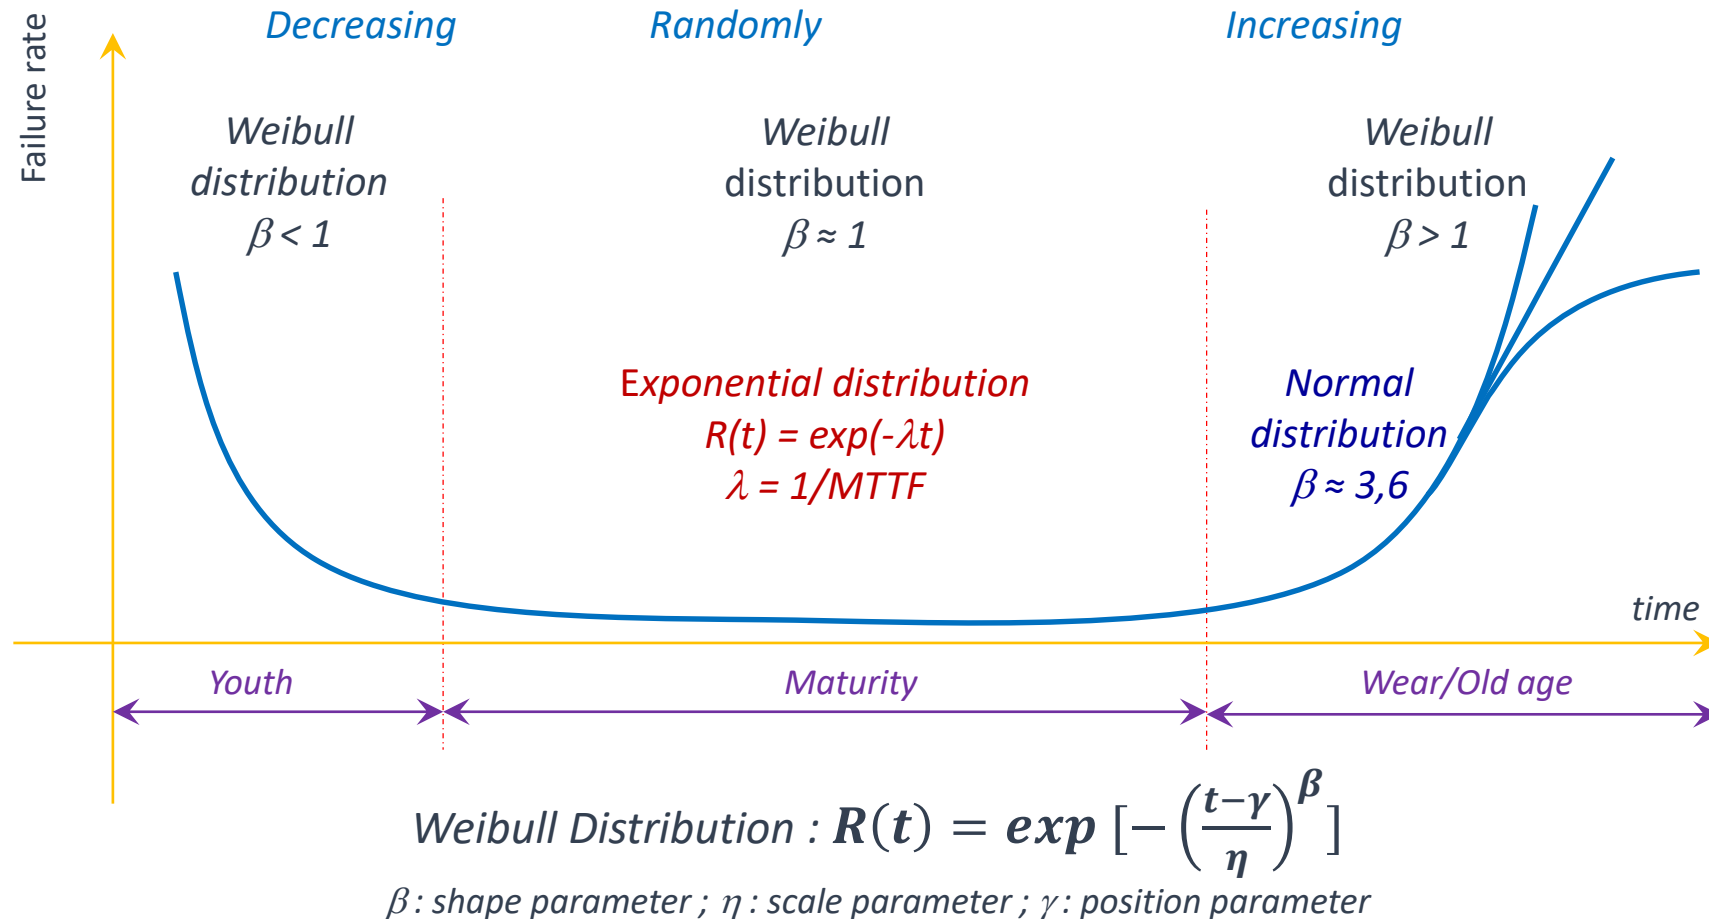 Failure rate
Decreasing
Randomly
Increasing
Weibull
distribution
β < 1
Weibull
distribution
β ≈ 1
Weibull
distribution
β > 1
Exponential distribution
R(t) = exp(-λt)
λ = 1/MTTF
Normal
distribution
β ≈ 3,6
time
Youth
Maturity
Wear/Old age
Weibull Distribution : R(t) = exp [−((t−γ)/η)^β]
β : shape parameter ; η : scale parameter ; γ : position parameter